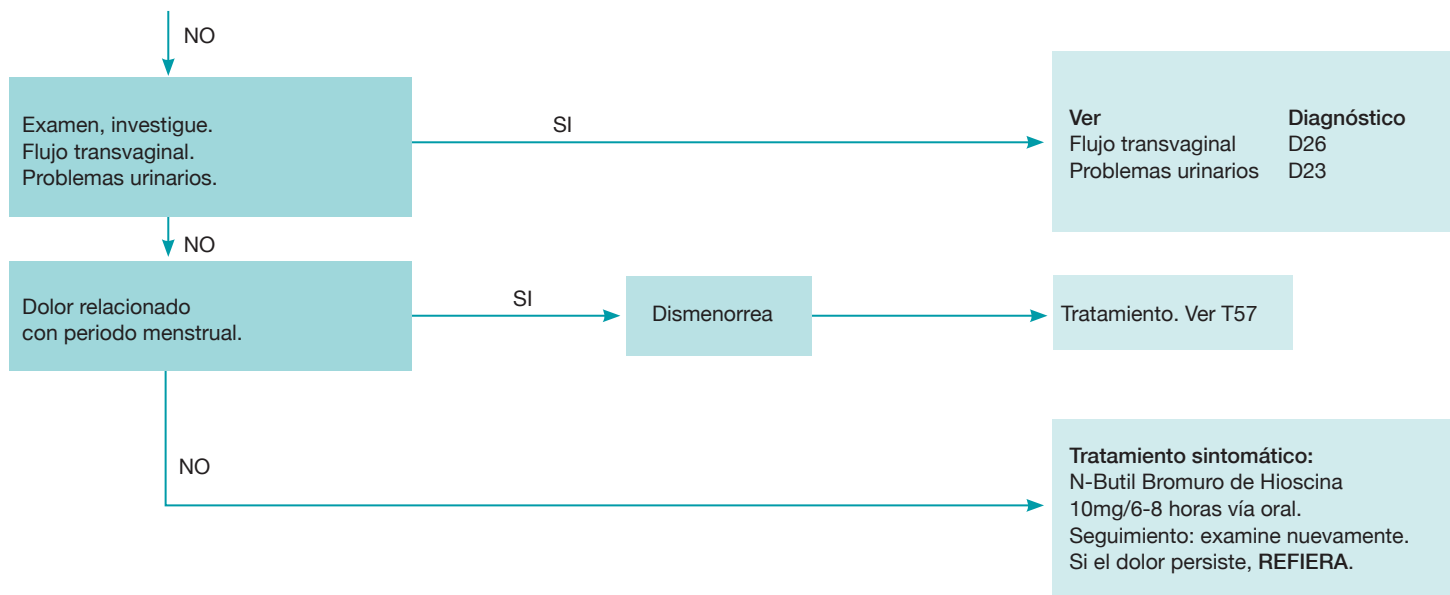 NO
Examen, investigue.
Flujo transvaginal.
Problemas urinarios.
SI
Ver Diagnóstico
Flujo transvaginal D26
Problemas urinarios D23
NO
Dolor relacionado
con periodo menstrual.
SI
Dismenorrea
Tratamiento. Ver T57
NO
Tratamiento sintomático:
N-Butil Bromuro de Hioscina
10mg/6-8 horas vía oral.
Seguimiento: examine nuevamente.
Si el dolor persiste, REFIERA.